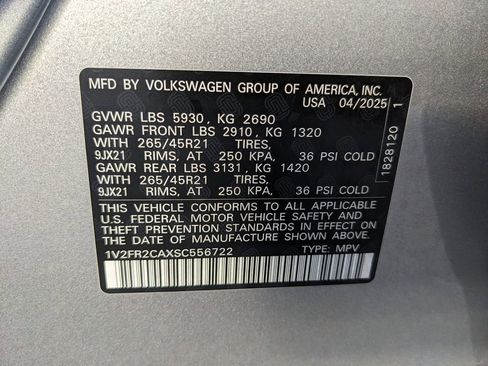 MFD BY VOLKSWAGEN GROUP OF AMERICA, INC.
USA 04/2025
GVWR LBS 5930, KG 2690
GAWR FRONT LBS 2910, KG 1320
WITH 265/45R21 TIRES,
9JX21 RIMS, AT 250 KPA, 36 PSI COLD
GAWR REAR LBS 3131, KG 1420
WITH 265/45R21 TIRES,
9JX21 RIMS, AT 250 KPA, 36 PSI COLD
THIS VEHICLE CONFORMS TO ALL APPLICABLE
U.S. FEDERAL MOTOR VEHICLE SAFETY AND
THEFT PREVENTION STANDARDS IN EFFECT
ON THE DATE OF MANUFACTURE SHOWN ABOVE.
1V2FR2CAXSC556722 TYPE: MPV
1828120 1